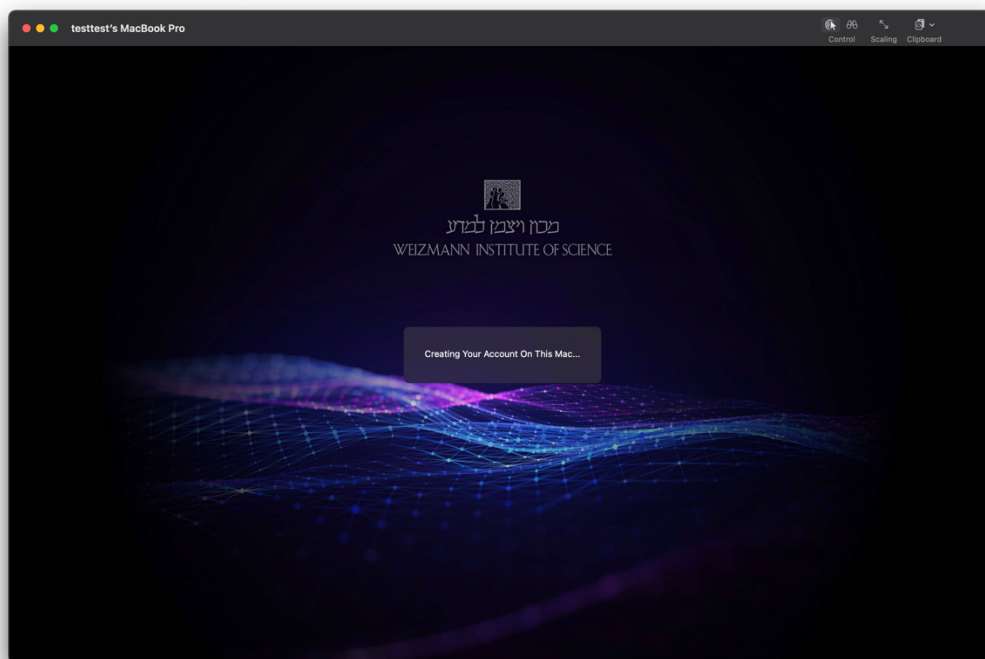 testtest's MacBook Pro
Control
Scaling
Clipboard
מכון ויצמן למדע
WEIZMANN INSTITUTE OF SCIENCE
Creating Your Account On This Mac...